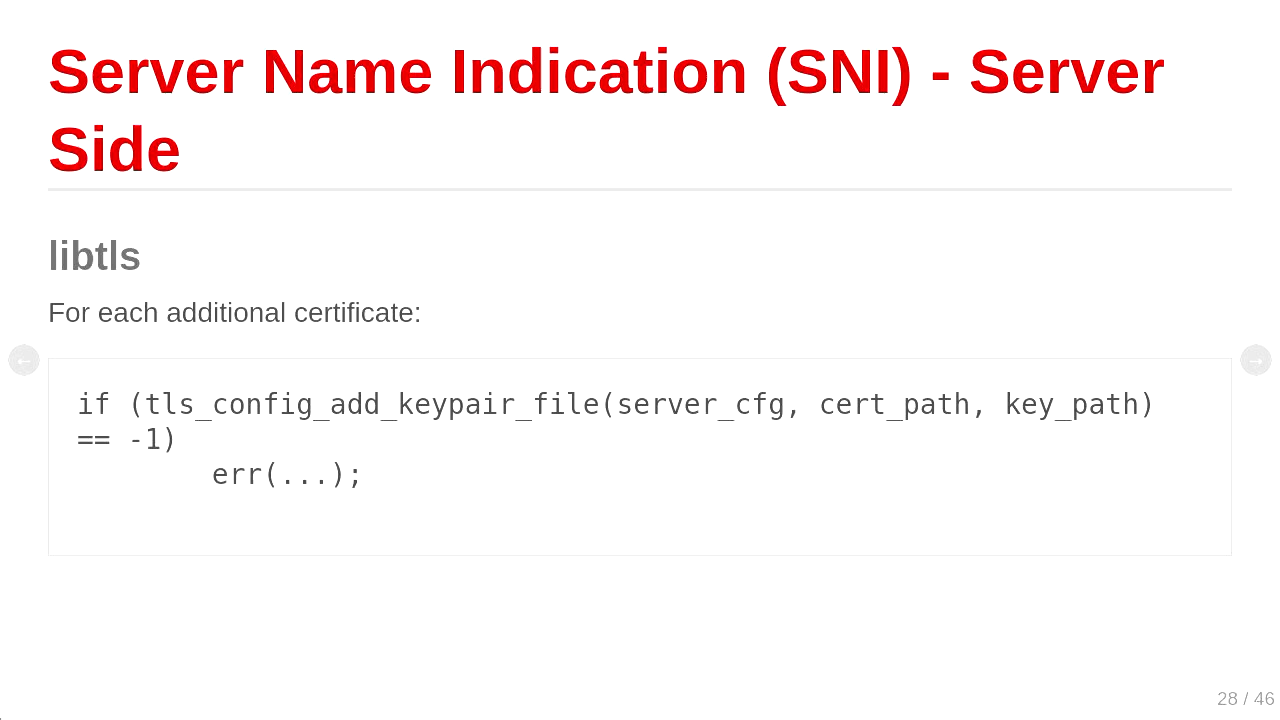 Server Name Indication (SNI) - Server
Side
libtls
For each additional certificate:
← →
if (tls_config_add_keypair_file(server_cfg, cert_path, key_path)
== -1)
        err(...);
28 / 46